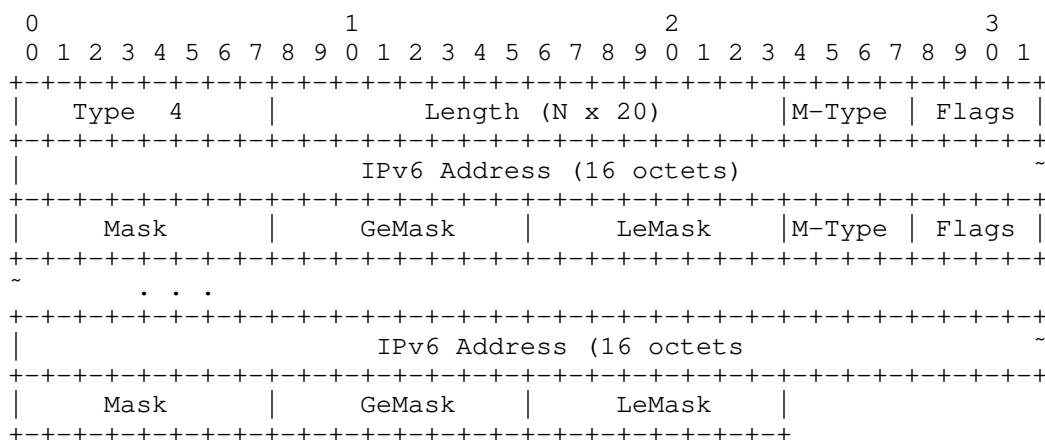 0                   1                   2                   3
 0 1 2 3 4 5 6 7 8 9 0 1 2 3 4 5 6 7 8 9 0 1 2 3 4 5 6 7 8 9 0 1
+-+-+-+-+-+-+-+-+-+-+-+-+-+-+-+-+-+-+-+-+-+-+-+-+-+-+-+-+-+-+-+-+
|   Type  4     |         Length (N x 20)       |M-Type | Flags |
+-+-+-+-+-+-+-+-+-+-+-+-+-+-+-+-+-+-+-+-+-+-+-+-+-+-+-+-+-+-+-+-+
|                     IPv6 Address (16 octets)                  ~
+-+-+-+-+-+-+-+-+-+-+-+-+-+-+-+-+-+-+-+-+-+-+-+-+-+-+-+-+-+-+-+-+
|     Mask      |     GeMask    |     LeMask    |M-Type | Flags |
+-+-+-+-+-+-+-+-+-+-+-+-+-+-+-+-+-+-+-+-+-+-+-+-+-+-+-+-+-+-+-+-+
~       . . .
+-+-+-+-+-+-+-+-+-+-+-+-+-+-+-+-+-+-+-+-+-+-+-+-+-+-+-+-+-+-+-+-+
|                      IPv6 Address (16 octets                  ~
+-+-+-+-+-+-+-+-+-+-+-+-+-+-+-+-+-+-+-+-+-+-+-+-+-+-+-+-+-+-+-+-+
|     Mask      |     GeMask    |     LeMask    |
+-+-+-+-+-+-+-+-+-+-+-+-+-+-+-+-+-+-+-+-+-+-+-+-+